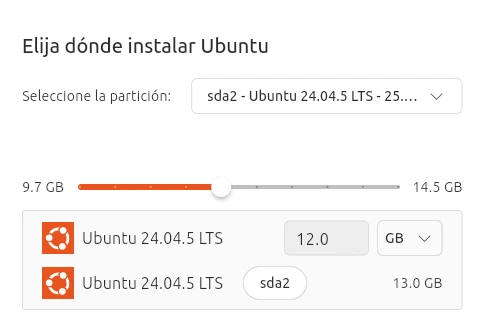 Elija dónde instalar Ubuntu
Seleccione la partición: sda2 - Ubuntu 24.04.5 LTS - 25.…
9.7 GB 14.5 GB
Ubuntu 24.04.5 LTS 12.0 GB
Ubuntu 24.04.5 LTS sda2 13.0 GB